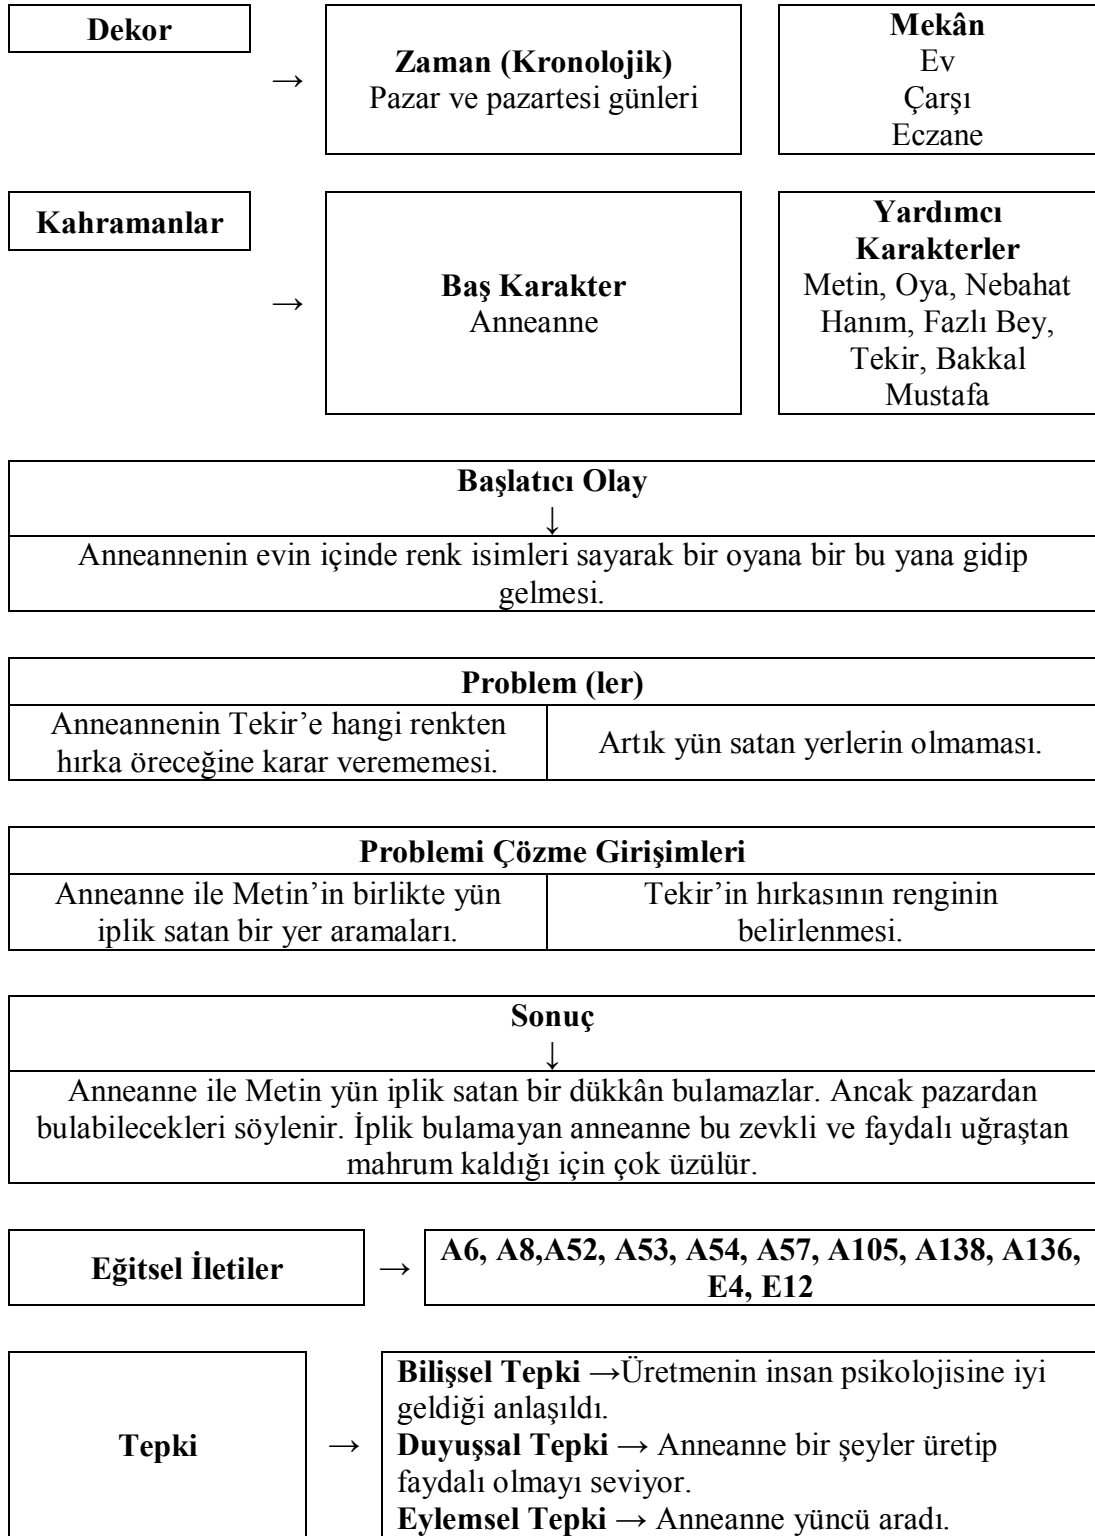 Dekor
→
Zaman (Kronolojik)
Pazar ve pazartesi günleri
Mekân
Ev
Çarşı
Eczane
Kahramanlar
→
Baş Karakter
Anneanne
Yardımcı
Karakterler
Metin, Oya, Nebahat
Hanım, Fazlı Bey,
Tekir, Bakkal
Mustafa
Başlatıcı Olay
↓
Anneannenin evin içinde renk isimleri sayarak bir oyana bir bu yana gidip
gelmesi.
Problem (ler)
Anneannenin Tekir’e hangi renkten
hırka öreceğine karar verememesi.
Artık yün satan yerlerin olmaması.
Problemi Çözme Girişimleri
Anneanne ile Metin’in birlikte yün
iplik satan bir yer aramaları.
Tekir’in hırkasının renginin
belirlenmesi.
Sonuç
↓
Anneanne ile Metin yün iplik satan bir dükkân bulamazlar. Ancak pazardan
bulabilecekleri söylenir. İplik bulamayan anneanne bu zevkli ve faydalı uğraştan
mahrum kaldığı için çok üzülür.
Eğitsel İletiler
→
A6, A8,A52, A53, A54, A57, A105, A138, A136,
E4, E12
Tepki
→
Bilişsel Tepki →Üretmenin insan psikolojisine iyi
geldiği anlaşıldı.
Duyuşsal Tepki → Anneanne bir şeyler üretip
faydalı olmayı seviyor.
Eylemsel Tepki → Anneanne yüncü aradı.